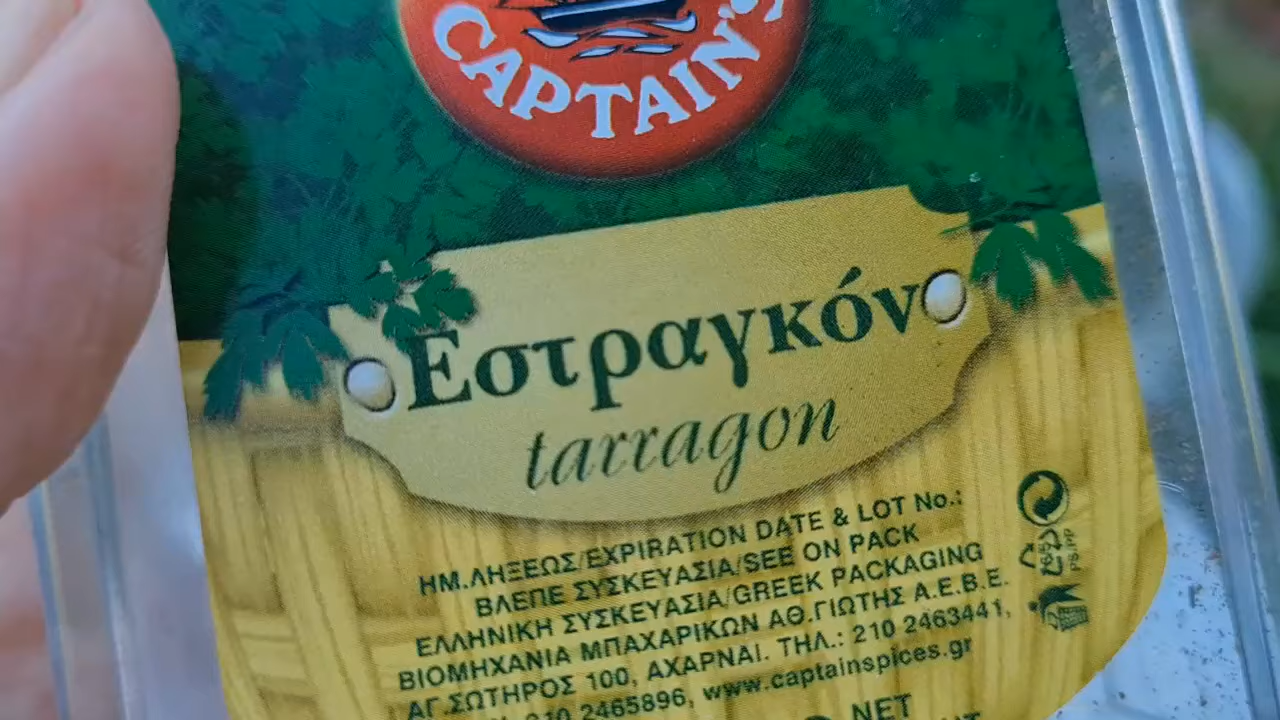 CAPTAIN's
Εστραγκόν
tarragon
ΗΜ.ΛΗΞΕΩΣ/EXPIRATION DATE & LOT No.:
ΒΛΕΠΕ ΣΥΣΚΕΥΑΣΙΑ/SEE ON PACK
ΕΛΛΗΝΙΚΗ ΣΥΣΚΕΥΑΣΙΑ/GREEK PACKAGING
ΒΙΟΜΗΧΑΝΙΑ ΜΠΑΧΑΡΙΚΩΝ ΑΘ.ΓΙΩΤΗΣ Α.Ε.Β.Ε.
ΑΓ.ΣΩΤΗΡΟΣ 100, ΑΧΑΡΝΑΙ. ΤΗΛ.: 210 2463441,
210 2465896, www.captainspices.gr
NET